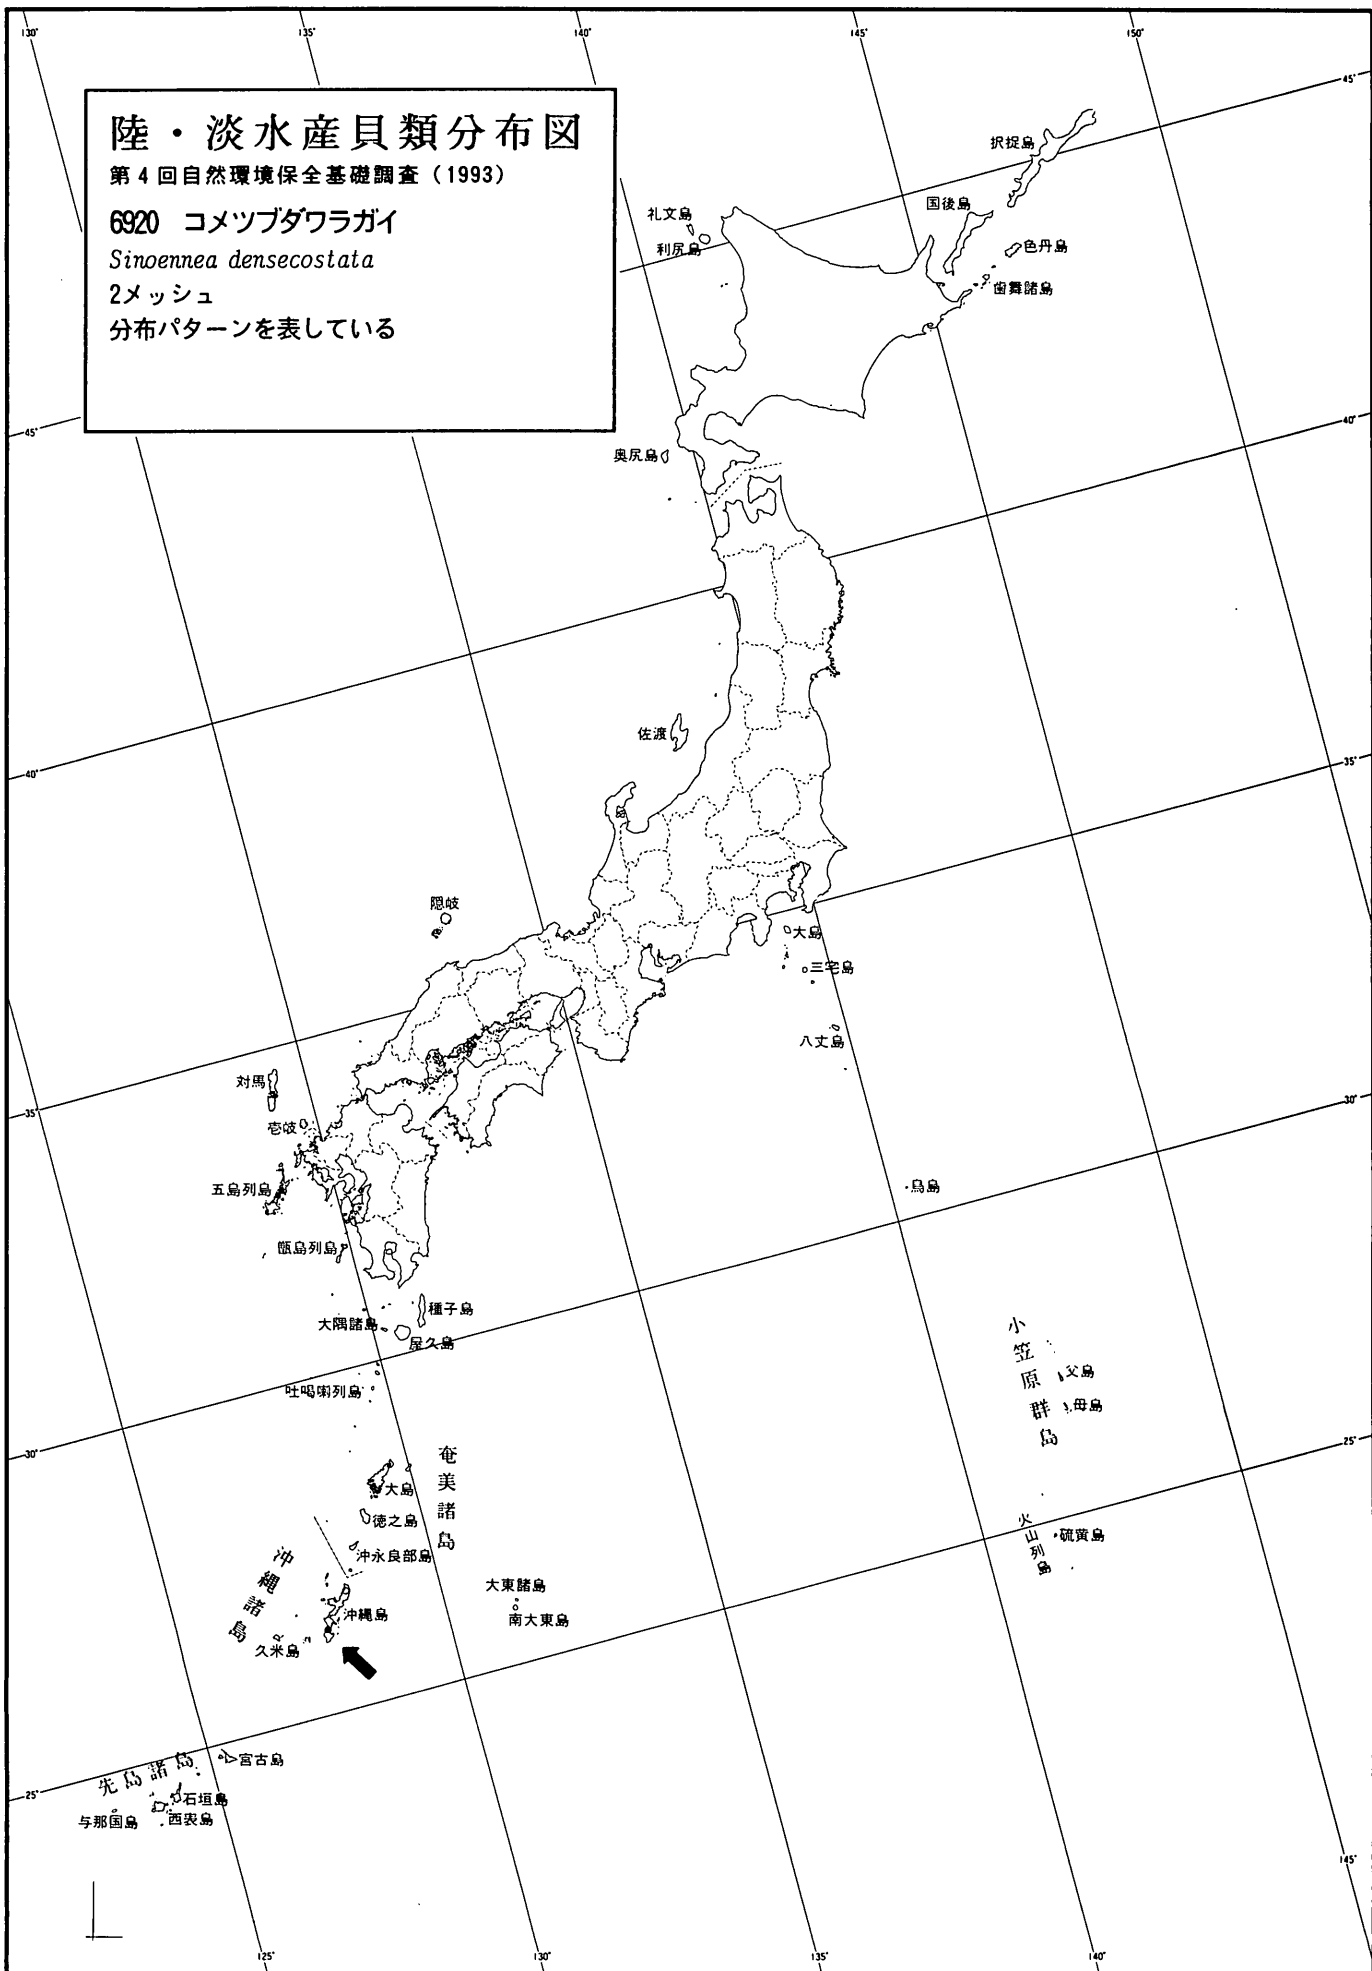 130° 135° 140° 145° 150°
陸・淡水産貝類分布図
第4回自然環境保全基礎調査（1993）
6920 コメツブダワラガイ
Sinoennea densecostata
2メッシュ
分布パターンを表している
45°
択捉島
国後島
色丹島
歯舞諸島
礼文島
利尻島
40°
45°
奥尻島
佐渡
35°
40°
隠岐
大島
三宅島
八丈島
対馬
壱岐
30°
35°
五島列島
鳥島
甑島列島
種子島
大隅諸島
屋久島
吐噶喇列島
小笠原群島
父島
母島
25°
30°
奄美諸島
大島
徳之島
沖永良部島
火山列島
硫黄島
沖縄諸島
沖縄島
久米島
大東諸島
南大東島
先島諸島
宮古島
石垣島
西表島
与那国島
25°
145°
125° 130° 135° 140°